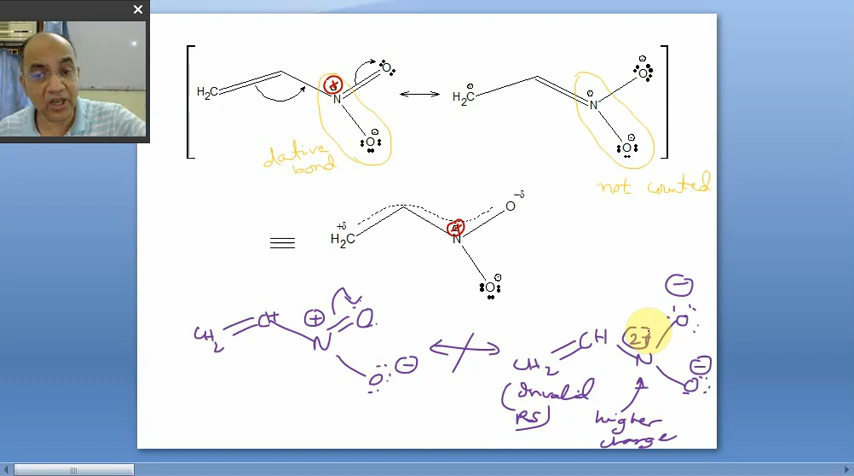 H₂C N⊕ O O⊖ ↔ H₂C⊕ N⊕ O⊖ O⊖
dative
bond
not counted
≡ +δ H₂C N⊕ O −δ O⊖
CH₂ CH N⊕ O O⊖ ↔ CH₂ CH N 2+ O⊖ O⊖
(Invalid
RS)
higher
charge